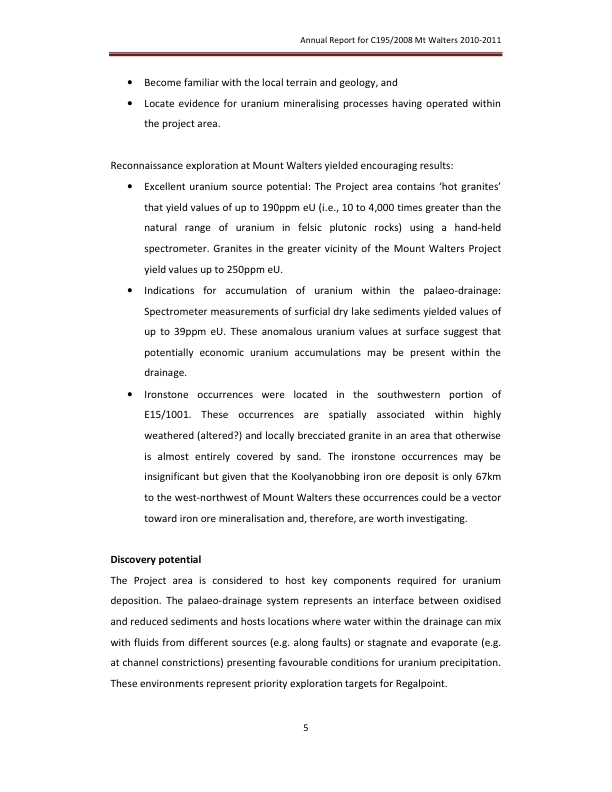 Annual Report for C195/2008 Mt Walters 2010-2011
• Become familiar with the local terrain and geology, and
• Locate evidence for uranium mineralising processes having operated within
the project area.
Reconnaissance exploration at Mount Walters yielded encouraging results:
• Excellent uranium source potential: The Project area contains ‘hot granites’
that yield values of up to 190ppm eU (i.e., 10 to 4,000 times greater than the
natural range of uranium in felsic plutonic rocks) using a hand-held
spectrometer. Granites in the greater vicinity of the Mount Walters Project
yield values up to 250ppm eU.
• Indications for accumulation of uranium within the palaeo-drainage:
Spectrometer measurements of surficial dry lake sediments yielded values of
up to 39ppm eU. These anomalous uranium values at surface suggest that
potentially economic uranium accumulations may be present within the
drainage.
• Ironstone occurrences were located in the southwestern portion of
E15/1001. These occurrences are spatially associated within highly
weathered (altered?) and locally brecciated granite in an area that otherwise
is almost entirely covered by sand. The ironstone occurrences may be
insignificant but given that the Koolyanobbing iron ore deposit is only 67km
to the west-northwest of Mount Walters these occurrences could be a vector
toward iron ore mineralisation and, therefore, are worth investigating.
Discovery potential
The Project area is considered to host key components required for uranium
deposition. The palaeo-drainage system represents an interface between oxidised
and reduced sediments and hosts locations where water within the drainage can mix
with fluids from different sources (e.g. along faults) or stagnate and evaporate (e.g.
at channel constrictions) presenting favourable conditions for uranium precipitation.
These environments represent priority exploration targets for Regalpoint.
5